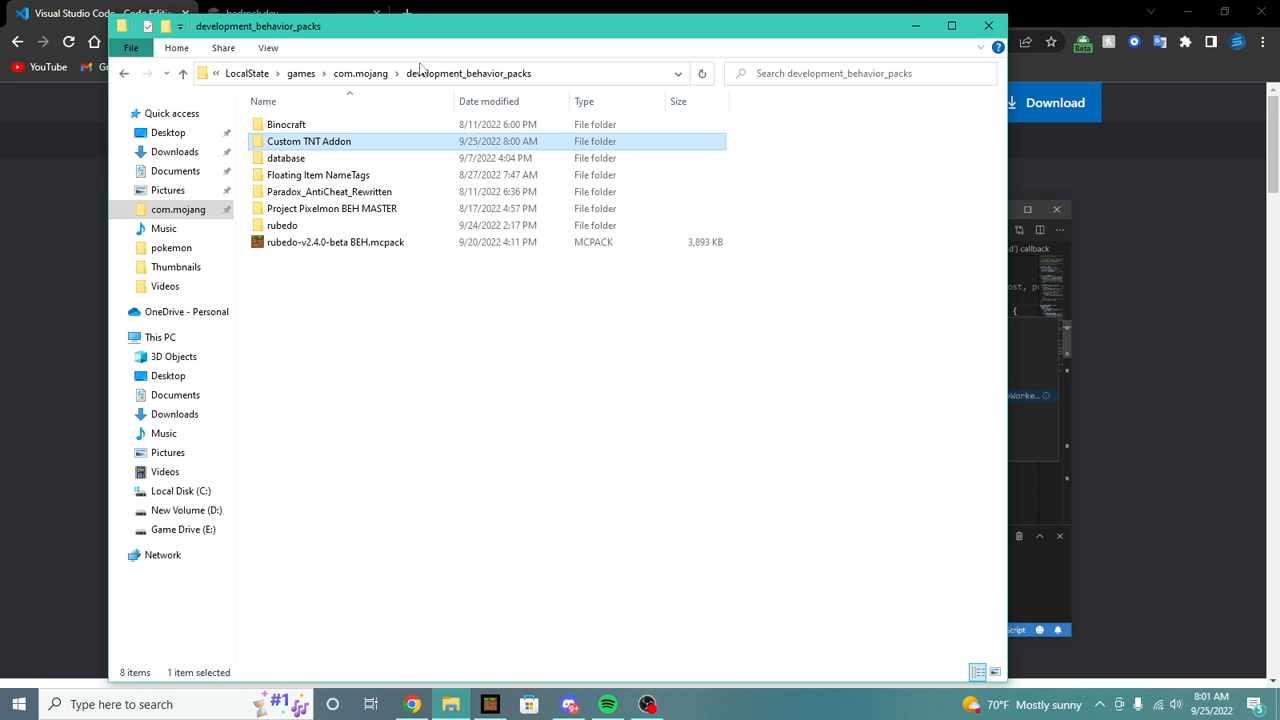 Visual Studio Code
development_behavior_packs
File Home Share View
YouTube
Beta
« LocalState › games › com.mojang › development_behavior_packs
Search development_behavior_packs
Download
Name Date modified Type Size
Quick access
Desktop
Downloads
Documents
Pictures
com.mojang
Music
pokemon
Thumbnails
Videos
OneDrive - Personal
This PC
3D Objects
Desktop
Documents
Downloads
Music
Pictures
Videos
Local Disk (C:)
New Volume (D:)
Game Drive (E:)
Network
Binocraft 8/11/2022 6:00 PM File folder
Custom TNT Addon 9/25/2022 8:00 AM File folder
database 9/7/2022 4:04 PM File folder
Floating Item NameTags 8/27/2022 7:47 AM File folder
Paradox_AntiCheat_Rewritten 8/11/2022 6:36 PM File folder
Project Pixelmon BEH MASTER 8/17/2022 4:57 PM File folder
rubedo 9/24/2022 2:17 PM File folder
rubedo-v2.4.0-beta BEH.mcpack 9/20/2022 4:11 PM MCPACK 3,893 KB
') callback
ost, p
{
eWorke...
cript
8 items 1 item selected
Type here to search
#1
70°F Mostly sunny
8:01 AM
9/25/2022
5